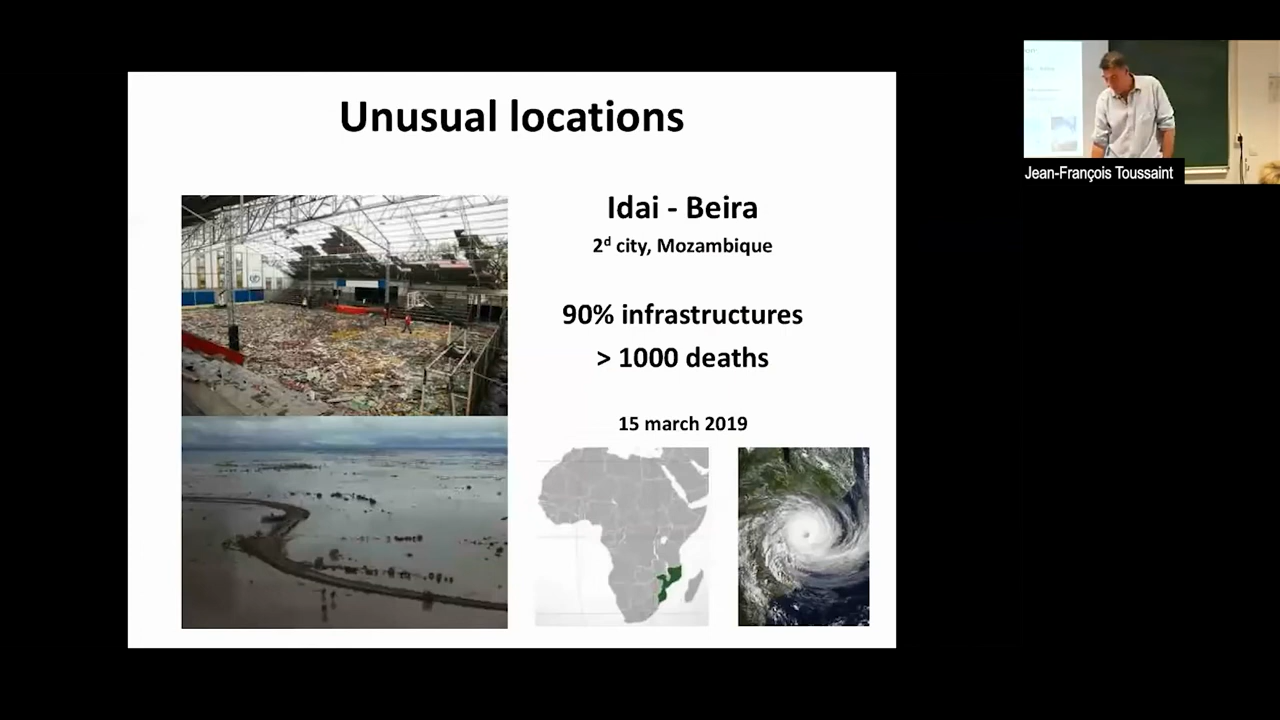 Unusual locations
Idai - Beira
2ᵈ city, Mozambique
90% infrastructures
> 1000 deaths
15 march 2019
Jean-François Toussaint